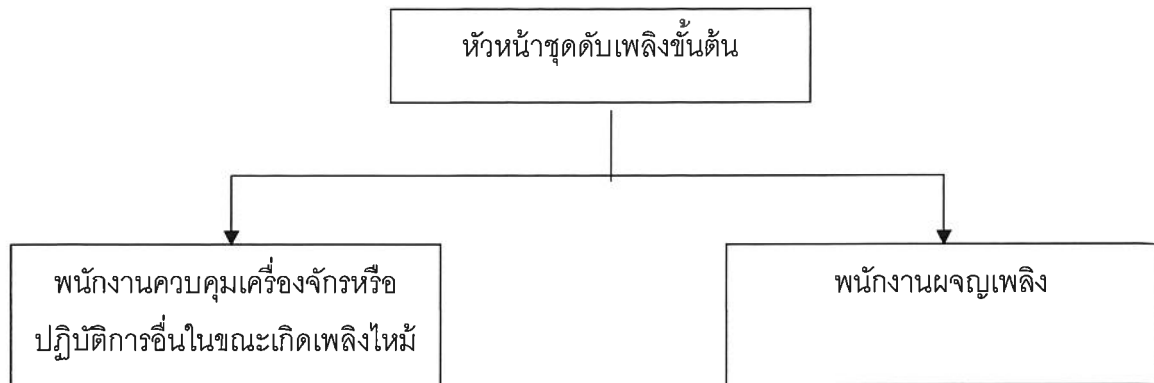 หัวหน้าชุดดับเพลิงขั้นต้น
พนักงานควบคุมเครื่องจักรหรือ
ปฏิบัติการอื่นในขณะเกิดเพลิงไหม้
พนักงานผจญเพลิง